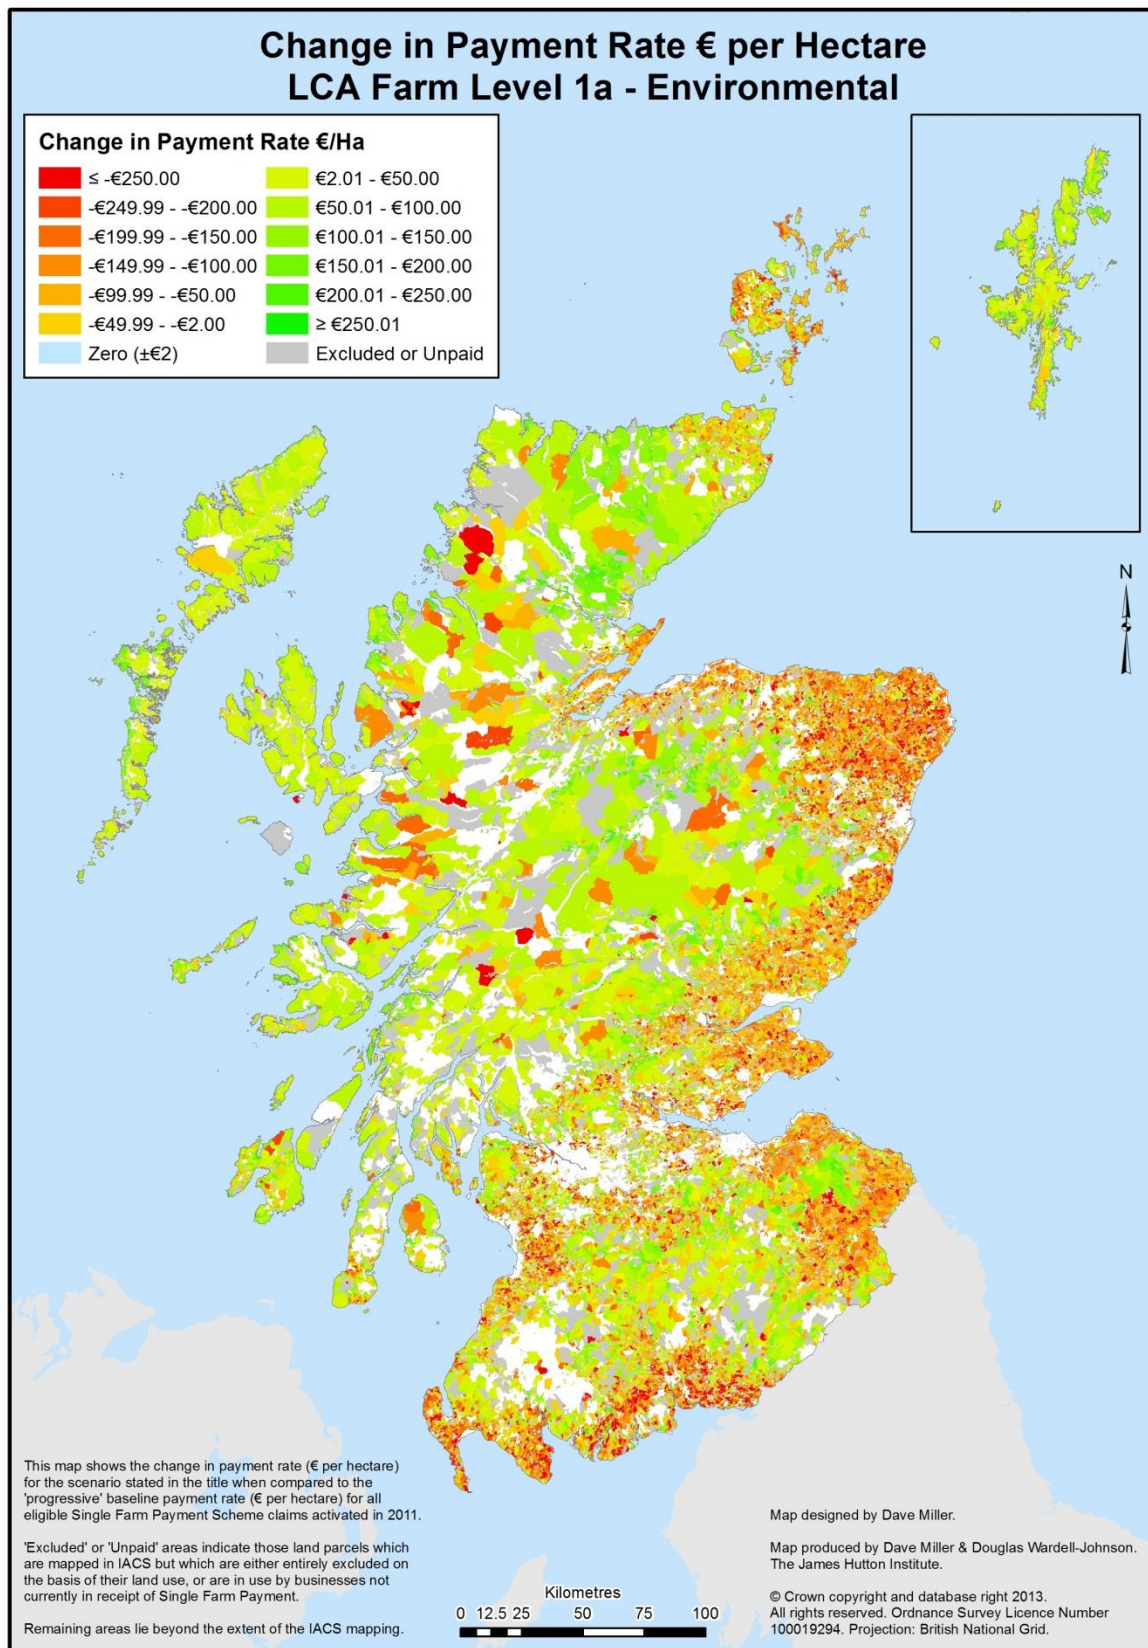 Change in Payment Rate € per Hectare
LCA Farm Level 1a - Environmental
Change in Payment Rate €/Ha
≤ -€250.00
-€249.99 - -€200.00
-€199.99 - -€150.00
-€149.99 - -€100.00
-€99.99 - -€50.00
-€49.99 - -€2.00
Zero (±€2)
€2.01 - €50.00
€50.01 - €100.00
€100.01 - €150.00
€150.01 - €200.00
€200.01 - €250.00
≥ €250.01
Excluded or Unpaid
N
This map shows the change in payment rate (€ per hectare)
for the scenario stated in the title when compared to the
'progressive' baseline payment rate (€ per hectare) for all
eligible Single Farm Payment Scheme claims activated in 2011.
'Excluded' or 'Unpaid' areas indicate those land parcels which
are mapped in IACS but which are either entirely excluded on
the basis of their land use, or are in use by businesses not
currently in receipt of Single Farm Payment.
Remaining areas lie beyond the extent of the IACS mapping.
Kilometres
0 12.5 25 50 75 100
Map designed by Dave Miller.
Map produced by Dave Miller & Douglas Wardell-Johnson.
The James Hutton Institute.
© Crown copyright and database right 2013.
All rights reserved. Ordnance Survey Licence Number
100019294. Projection: British National Grid.